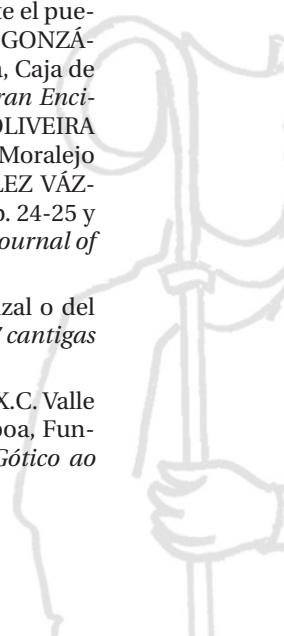 te el pue-
GONZÁ-
, Caja de
ran Enci-
OLIVEIRA
Moralejo
LEZ VÁZ-
p. 24-25 y
ournal of
zal o del
7 cantigas
X.C. Valle
boa, Fun-
Gótico ao